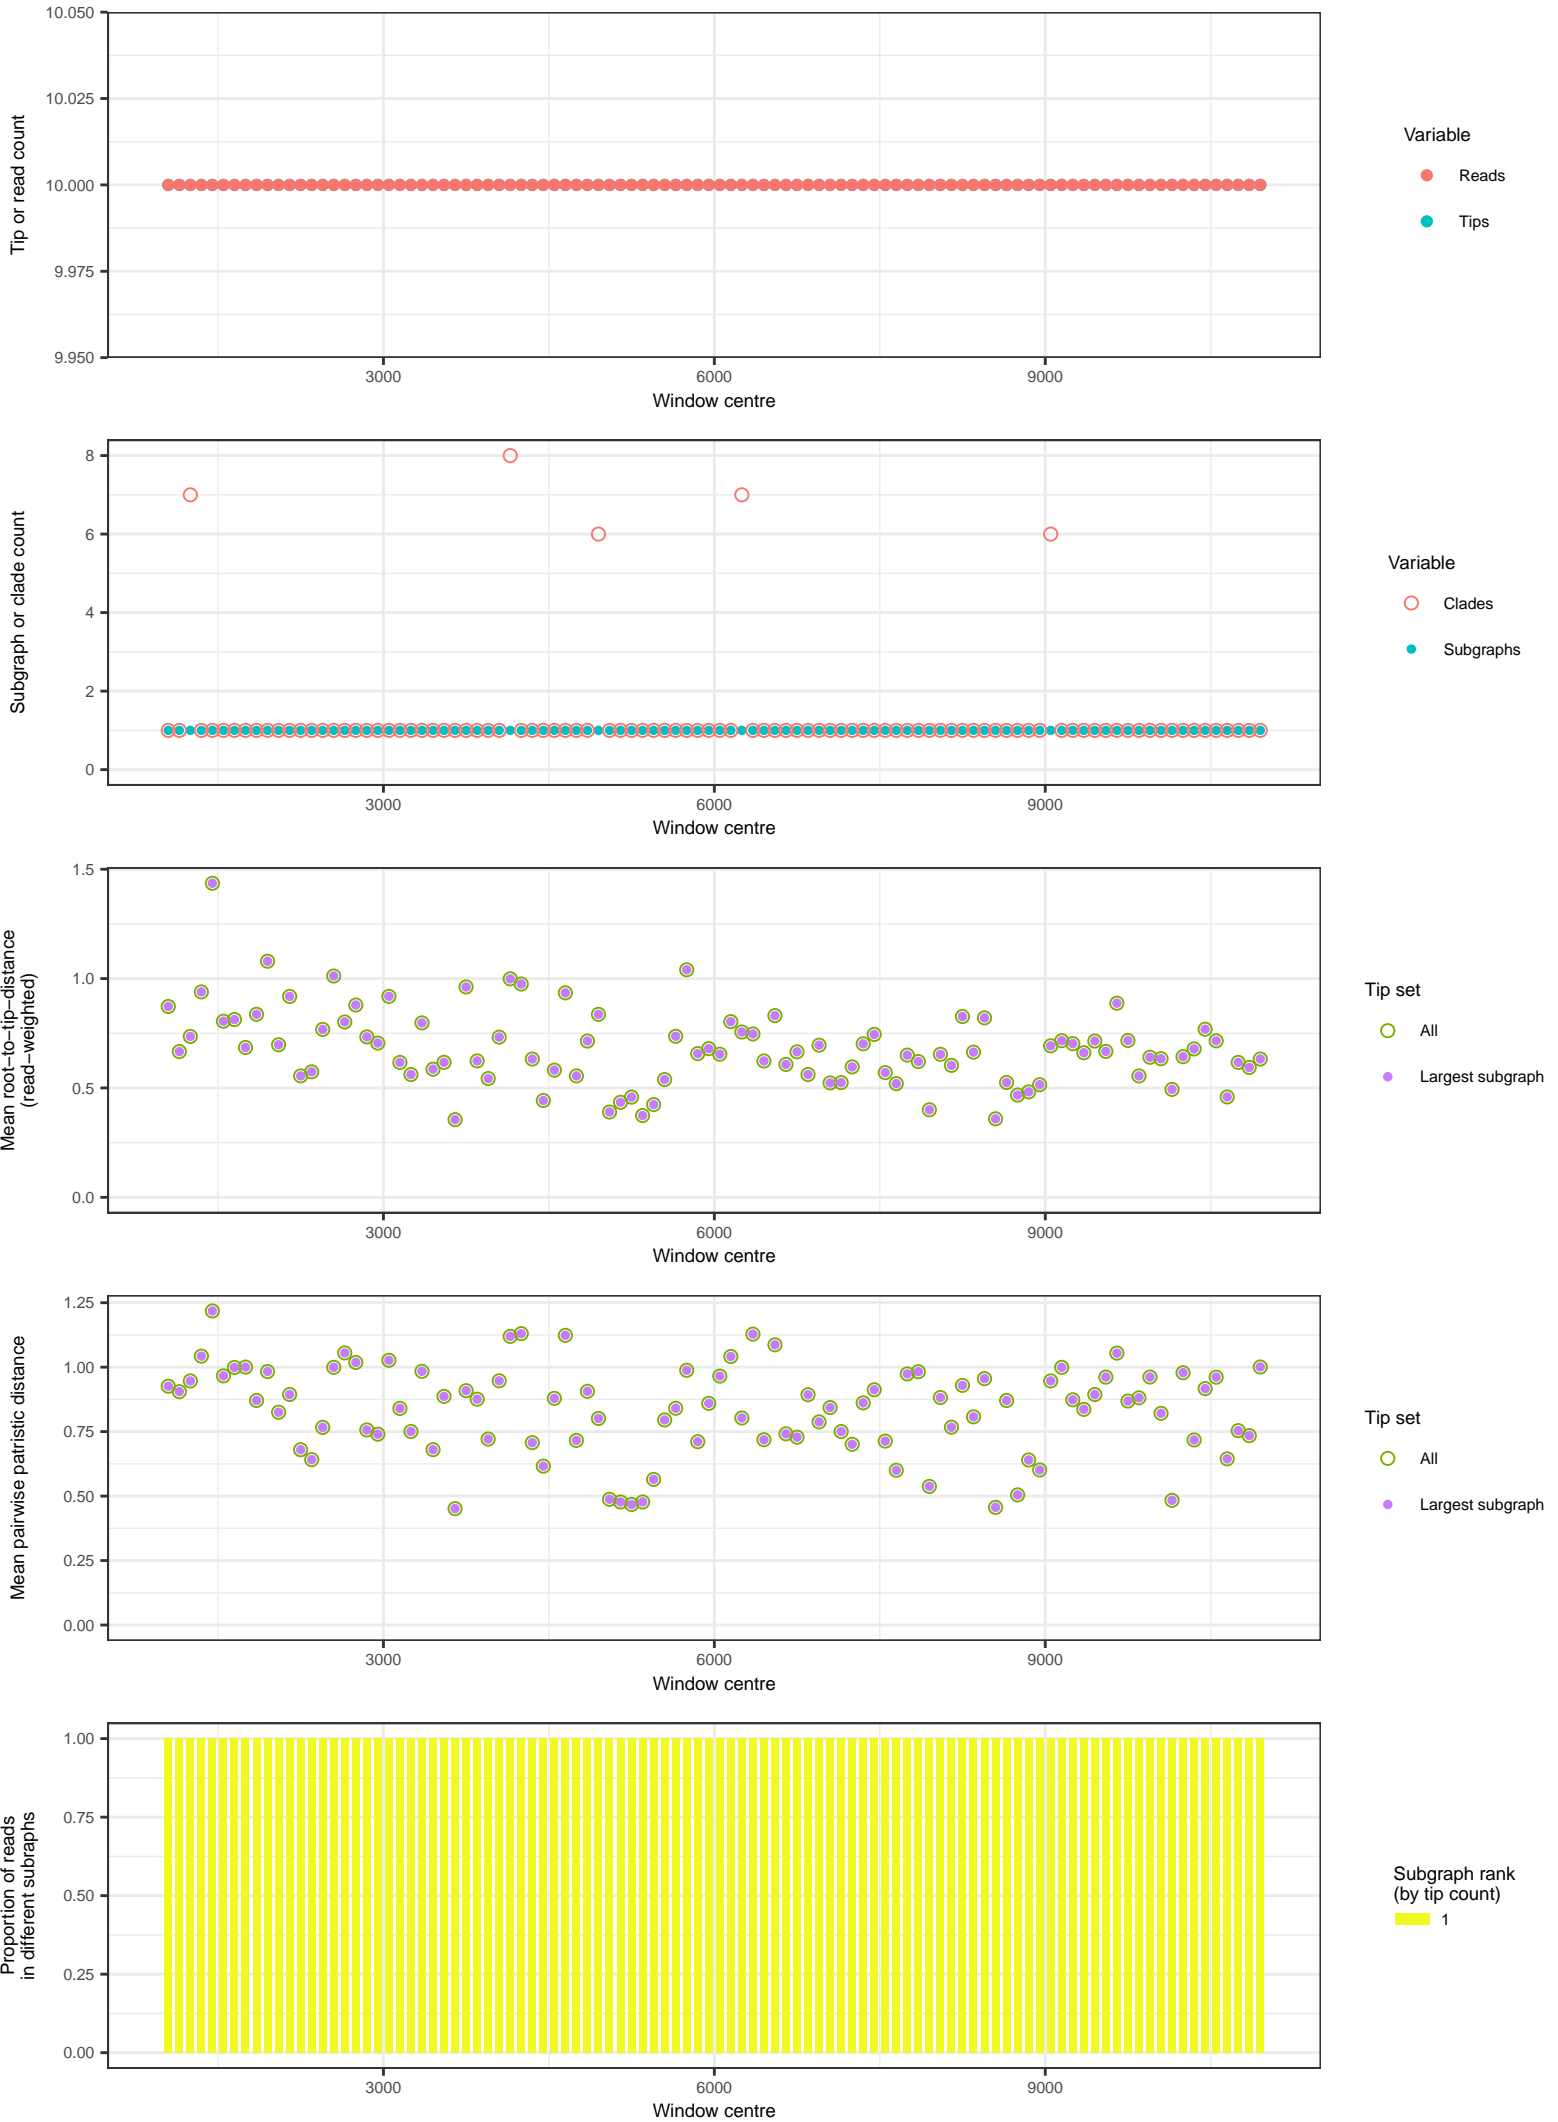 10.050
10.025
10.000
9.975
9.950
Tip or read count
3000
6000
9000
Window centre
Variable
Reads
Tips
8
6
4
2
0
Subgraph or clade count
3000
6000
9000
Window centre
Variable
Clades
Subgraphs
1.5
1.0
0.5
0.0
Mean root−to−tip−distance
(read−weighted)
3000
6000
9000
Window centre
Tip set
All
Largest subgraph
1.25
1.00
0.75
0.50
0.25
0.00
Mean pairwise patristic distance
3000
6000
9000
Window centre
Tip set
All
Largest subgraph
1.00
0.75
0.50
0.25
0.00
Proportion of reads
in different subraphs
3000
6000
9000
Window centre
Subgraph rank
(by tip count)
1